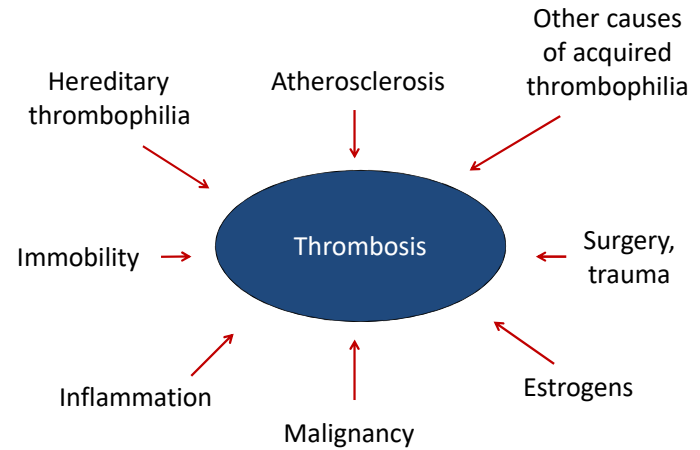 Other causes
of acquired
thrombophilia
Hereditary
thrombophilia
Atherosclerosis
Immobility
Thrombosis
Surgery,
trauma
Inflammation
Estrogens
Malignancy